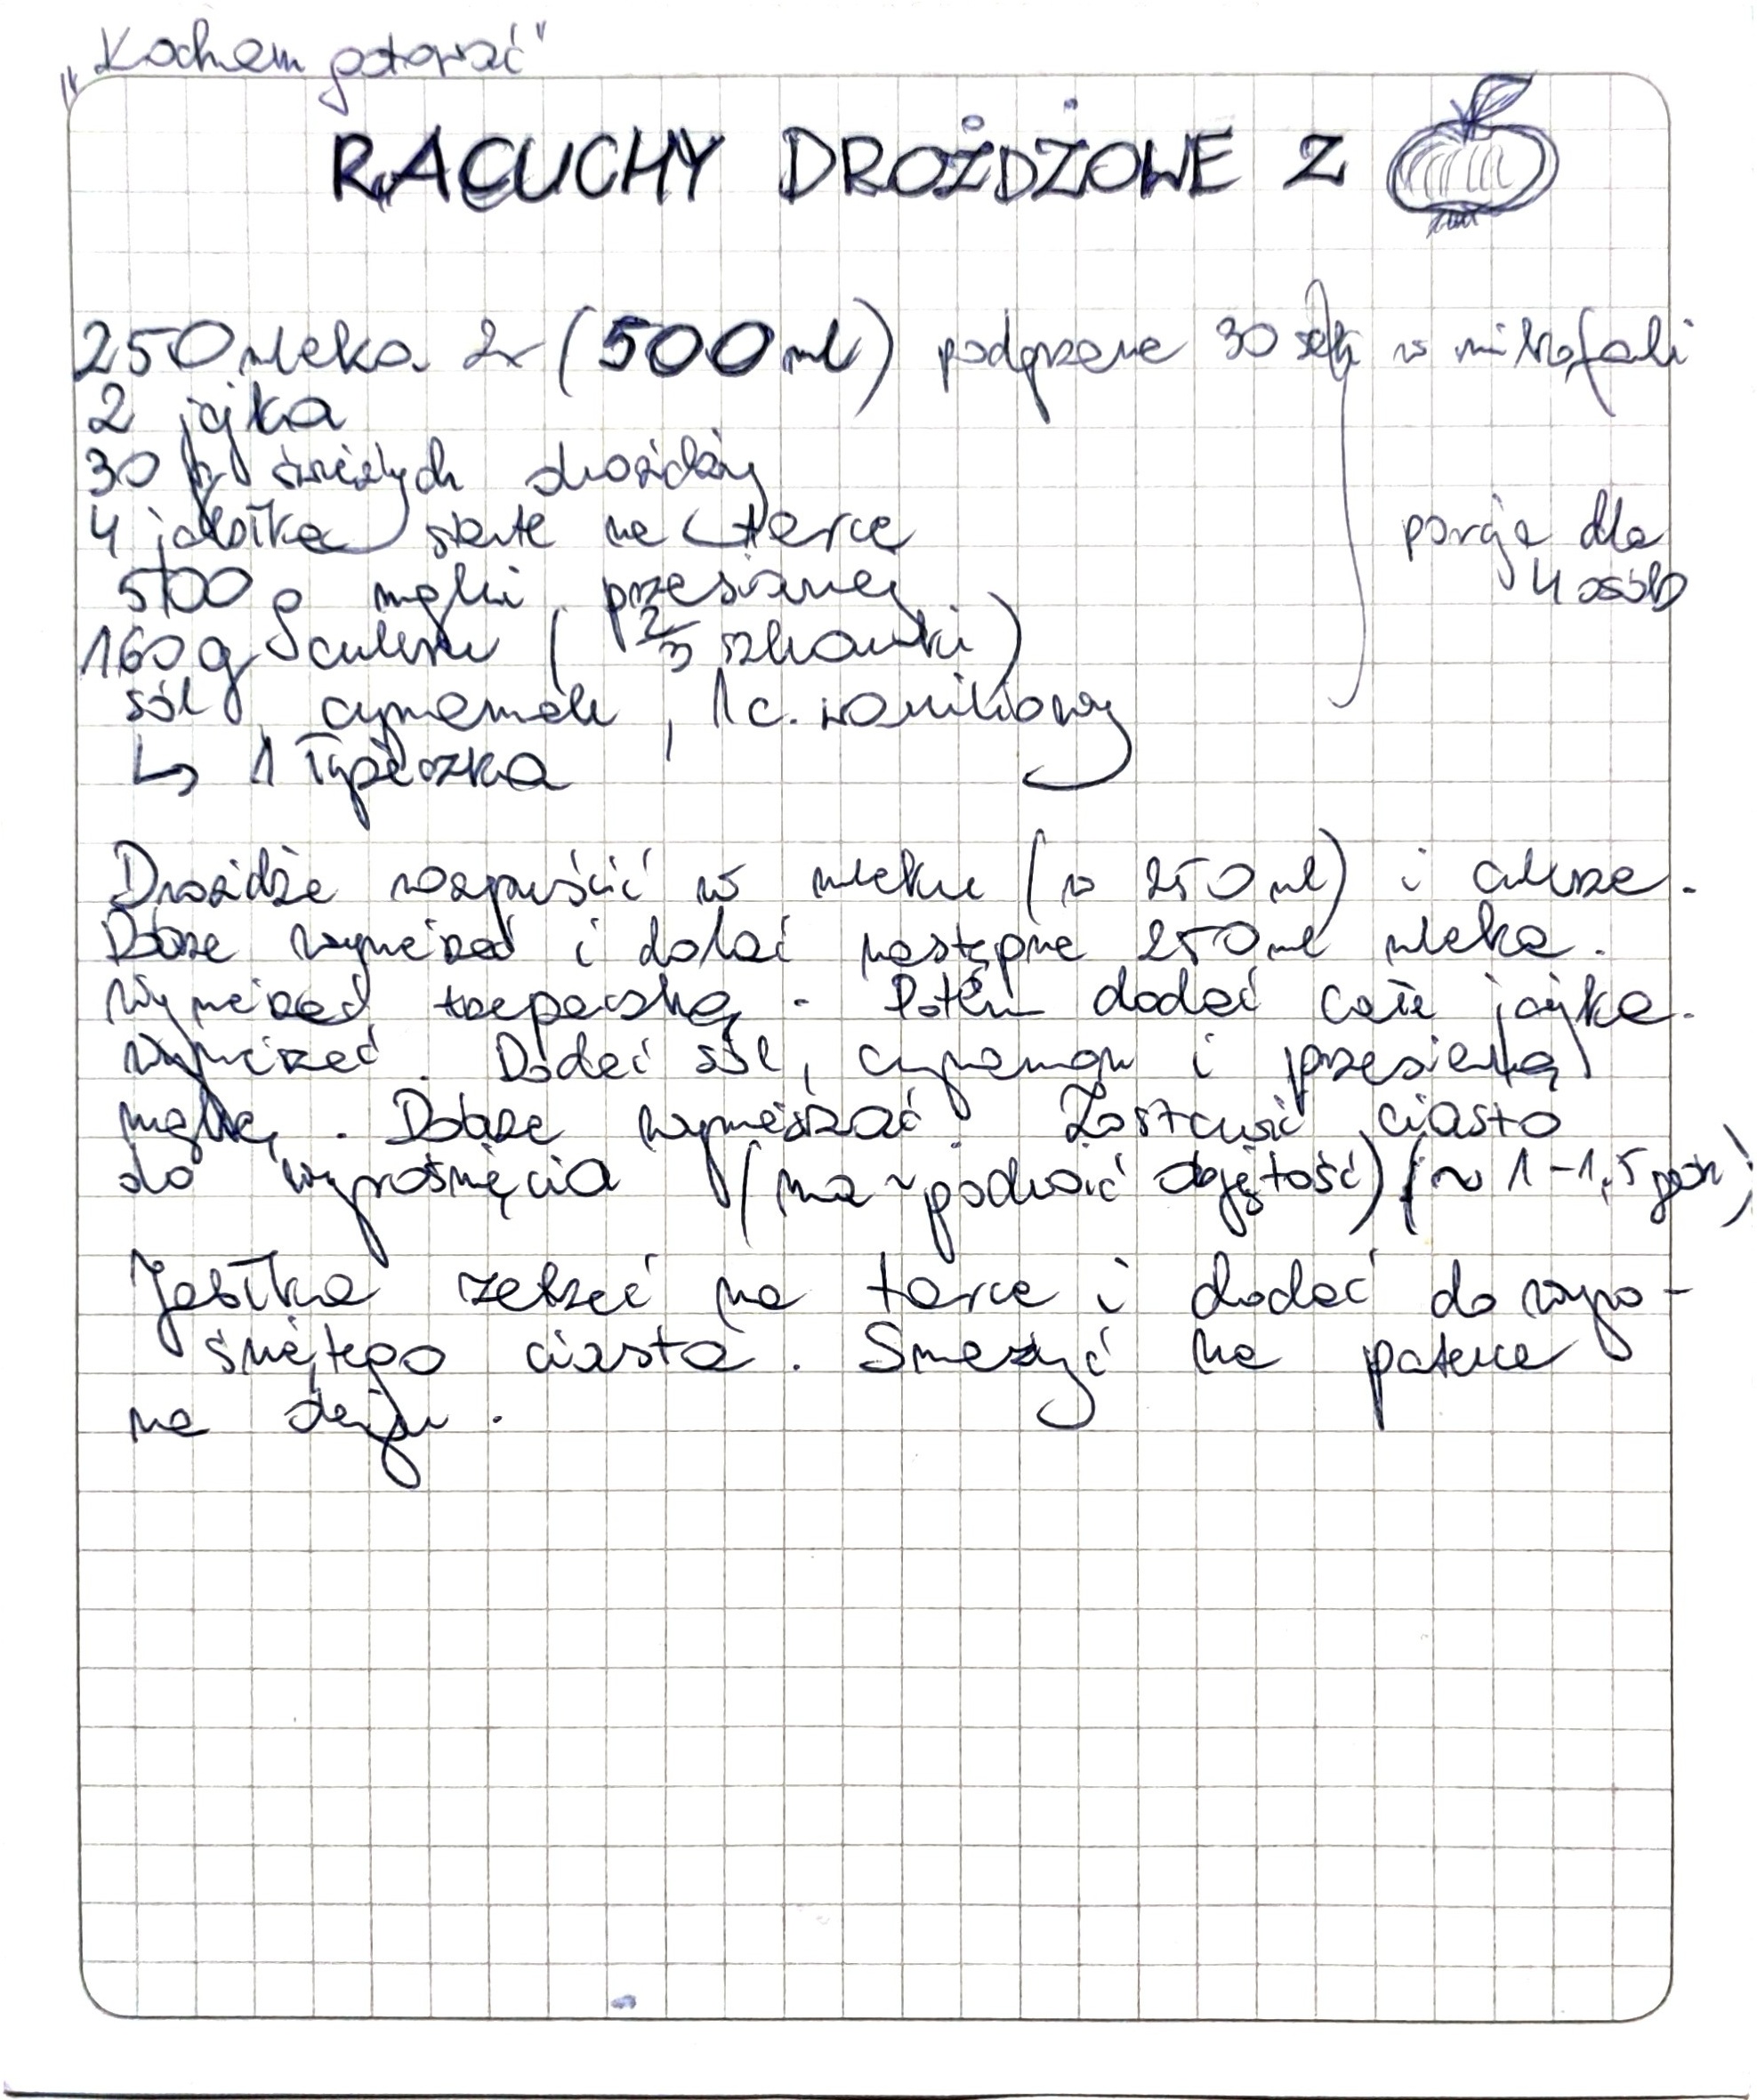 „Kocham gotować"
RACUCHY DROŻDŻOWE Z
250 mleka 2x (500 ml) podgrzane 30 sek w mikrofali
2 jajka
30 g świeżych drożdży
4 jabłka starte na tarce
500 g mąki przesianej
160 g cukru ( 2/3 szklanki)
porcja dla
4 osób
sól, cynamon, 1 c. waniliowy
↳ 1 łyżeczka
Drożdże rozpuścić w mleku (w 250 ml) i cukrze.
Dobrze wymieszać i dolać następne 250 ml mleka.
Wymieszać trzepaczką. Potem dodać całe jajka.
Wymieszać. Dodać sól, cynamon i przesianą
mąkę. Dobrze wymieszać. Zostawić ciasto
do wyrośnięcia (ma ~ podwoić objętość) (~ 1-1,5 godz)
Jabłka zetrzeć na tarce i dodać do wyro-
śniętego ciasta. Smażyć na patelce
na oleju.